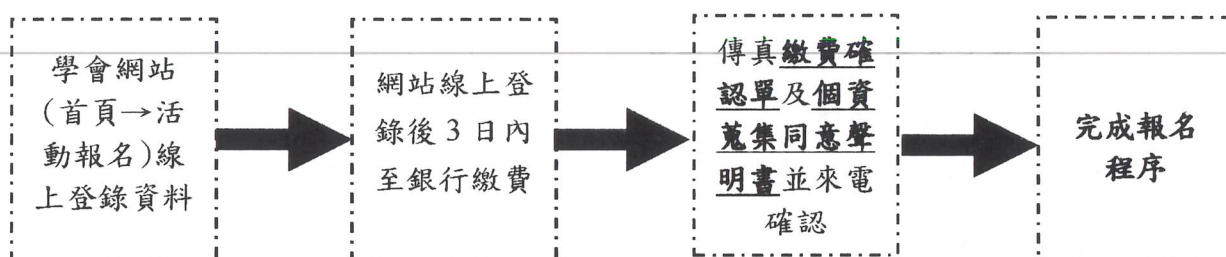 學會網站
(首頁→活
動報名)線
上登錄資料
網站線上登
錄後 3 日內
至銀行繳費
傳真繳費確
認單及個資
蒐集同意聲
明書並來電
確認
完成報名
程序